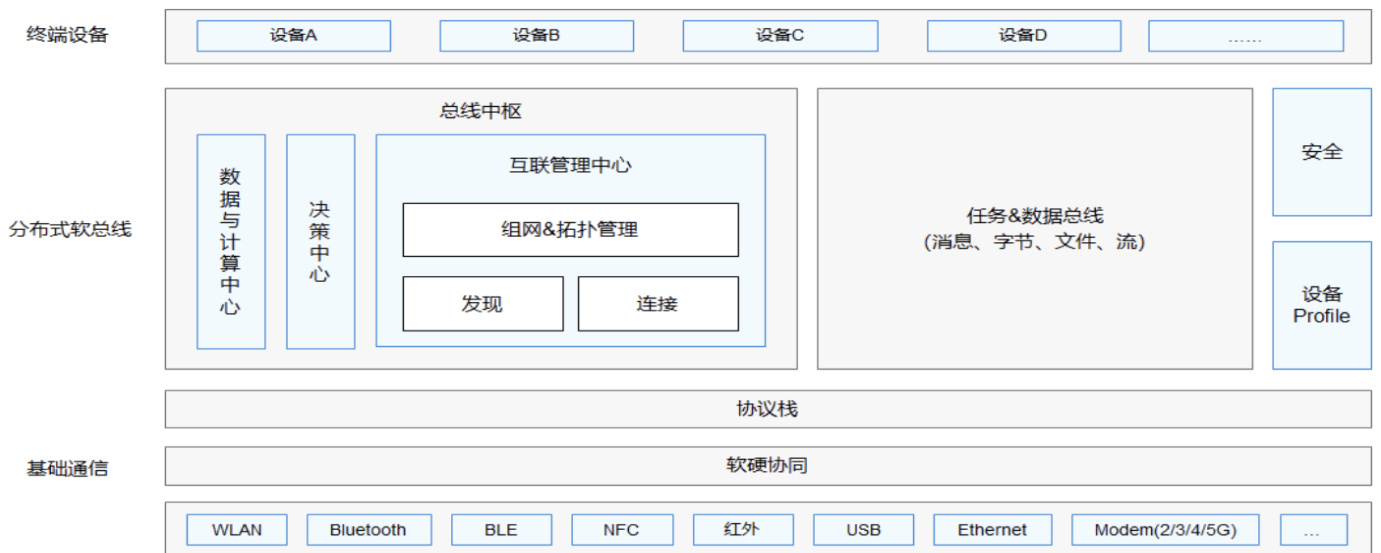 终端设备
设备A
设备B
设备C
设备D
……
分布式软总线
总线中枢
数据与计算中心
决策中心
互联管理中心
组网&拓扑管理
发现
连接
任务&数据总线
(消息、字节、文件、流)
安全
设备
Profile
基础通信
协议栈
软硬协同
WLAN
Bluetooth
BLE
NFC
红外
USB
Ethernet
Modem(2/3/4/5G)
...